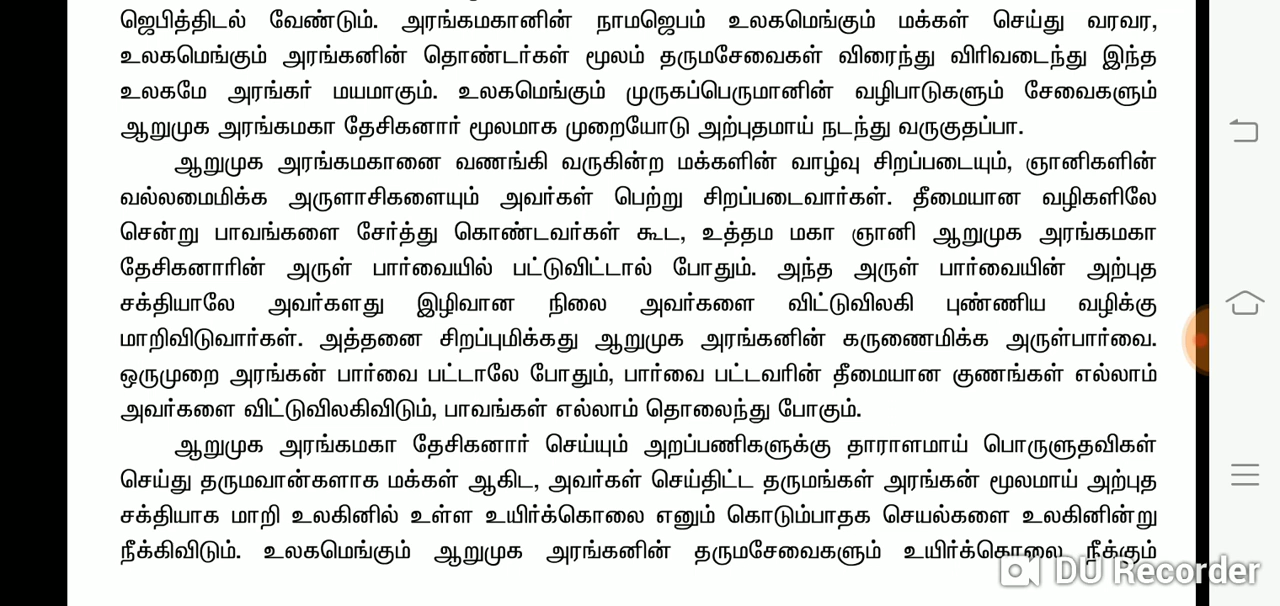 ஜெபித்திடல் வேண்டும். அரங்கமகானின் நாமஜெபம் உலகமெங்கும் மக்கள் செய்து வரவர,
உலகமெங்கும் அரங்கனின் தொண்டர்கள் மூலம் தருமசேவைகள் விரைந்து விரிவடைந்து இந்த
உலகமே அரங்கர் மயமாகும். உலகமெங்கும் முருகப்பெருமானின் வழிபாடுகளும் சேவைகளும்
ஆறுமுக அரங்கமகா தேசிகனார் மூலமாக முறையோடு அற்புதமாய் நடந்து வருகுதப்பா.
ஆறுமுக அரங்கமகானை வணங்கி வருகின்ற மக்களின் வாழ்வு சிறப்படையும், ஞானிகளின்
வல்லமைமிக்க அருளாசிகளையும் அவர்கள் பெற்று சிறப்படைவார்கள். தீமையான வழிகளிலே
சென்று பாவங்களை சேர்த்து கொண்டவர்கள் கூட, உத்தம மகா ஞானி ஆறுமுக அரங்கமகா
தேசிகனாரின் அருள் பார்வையில் பட்டுவிட்டால் போதும். அந்த அருள் பார்வையின் அற்புத
சக்தியாலே அவர்களது இழிவான நிலை அவர்களை விட்டுவிலகி புண்ணிய வழிக்கு
மாறிவிடுவார்கள். அத்தனை சிறப்புமிக்கது ஆறுமுக அரங்கனின் கருணைமிக்க அருள்பார்வை.
ஒருமுறை அரங்கன் பார்வை பட்டாலே போதும், பார்வை பட்டவரின் தீமையான குணங்கள் எல்லாம்
அவர்களை விட்டுவிலகிவிடும், பாவங்கள் எல்லாம் தொலைந்து போகும்.
ஆறுமுக அரங்கமகா தேசிகனார் செய்யும் அறப்பணிகளுக்கு தாராளமாய் பொருளுதவிகள்
செய்து தருமவான்களாக மக்கள் ஆகிட, அவர்கள் செய்திட்ட தருமங்கள் அரங்கன் மூலமாய் அற்புத
சக்தியாக மாறி உலகினில் உள்ள உயிர்க்கொலை எனும் கொடும்பாதக செயல்களை உலகினின்று
நீக்கிவிடும். உலகமெங்கும் ஆறுமுக அரங்கனின் தருமசேவைகளும் உயிர்க்கொலை நீக்கும்
DU Recorder